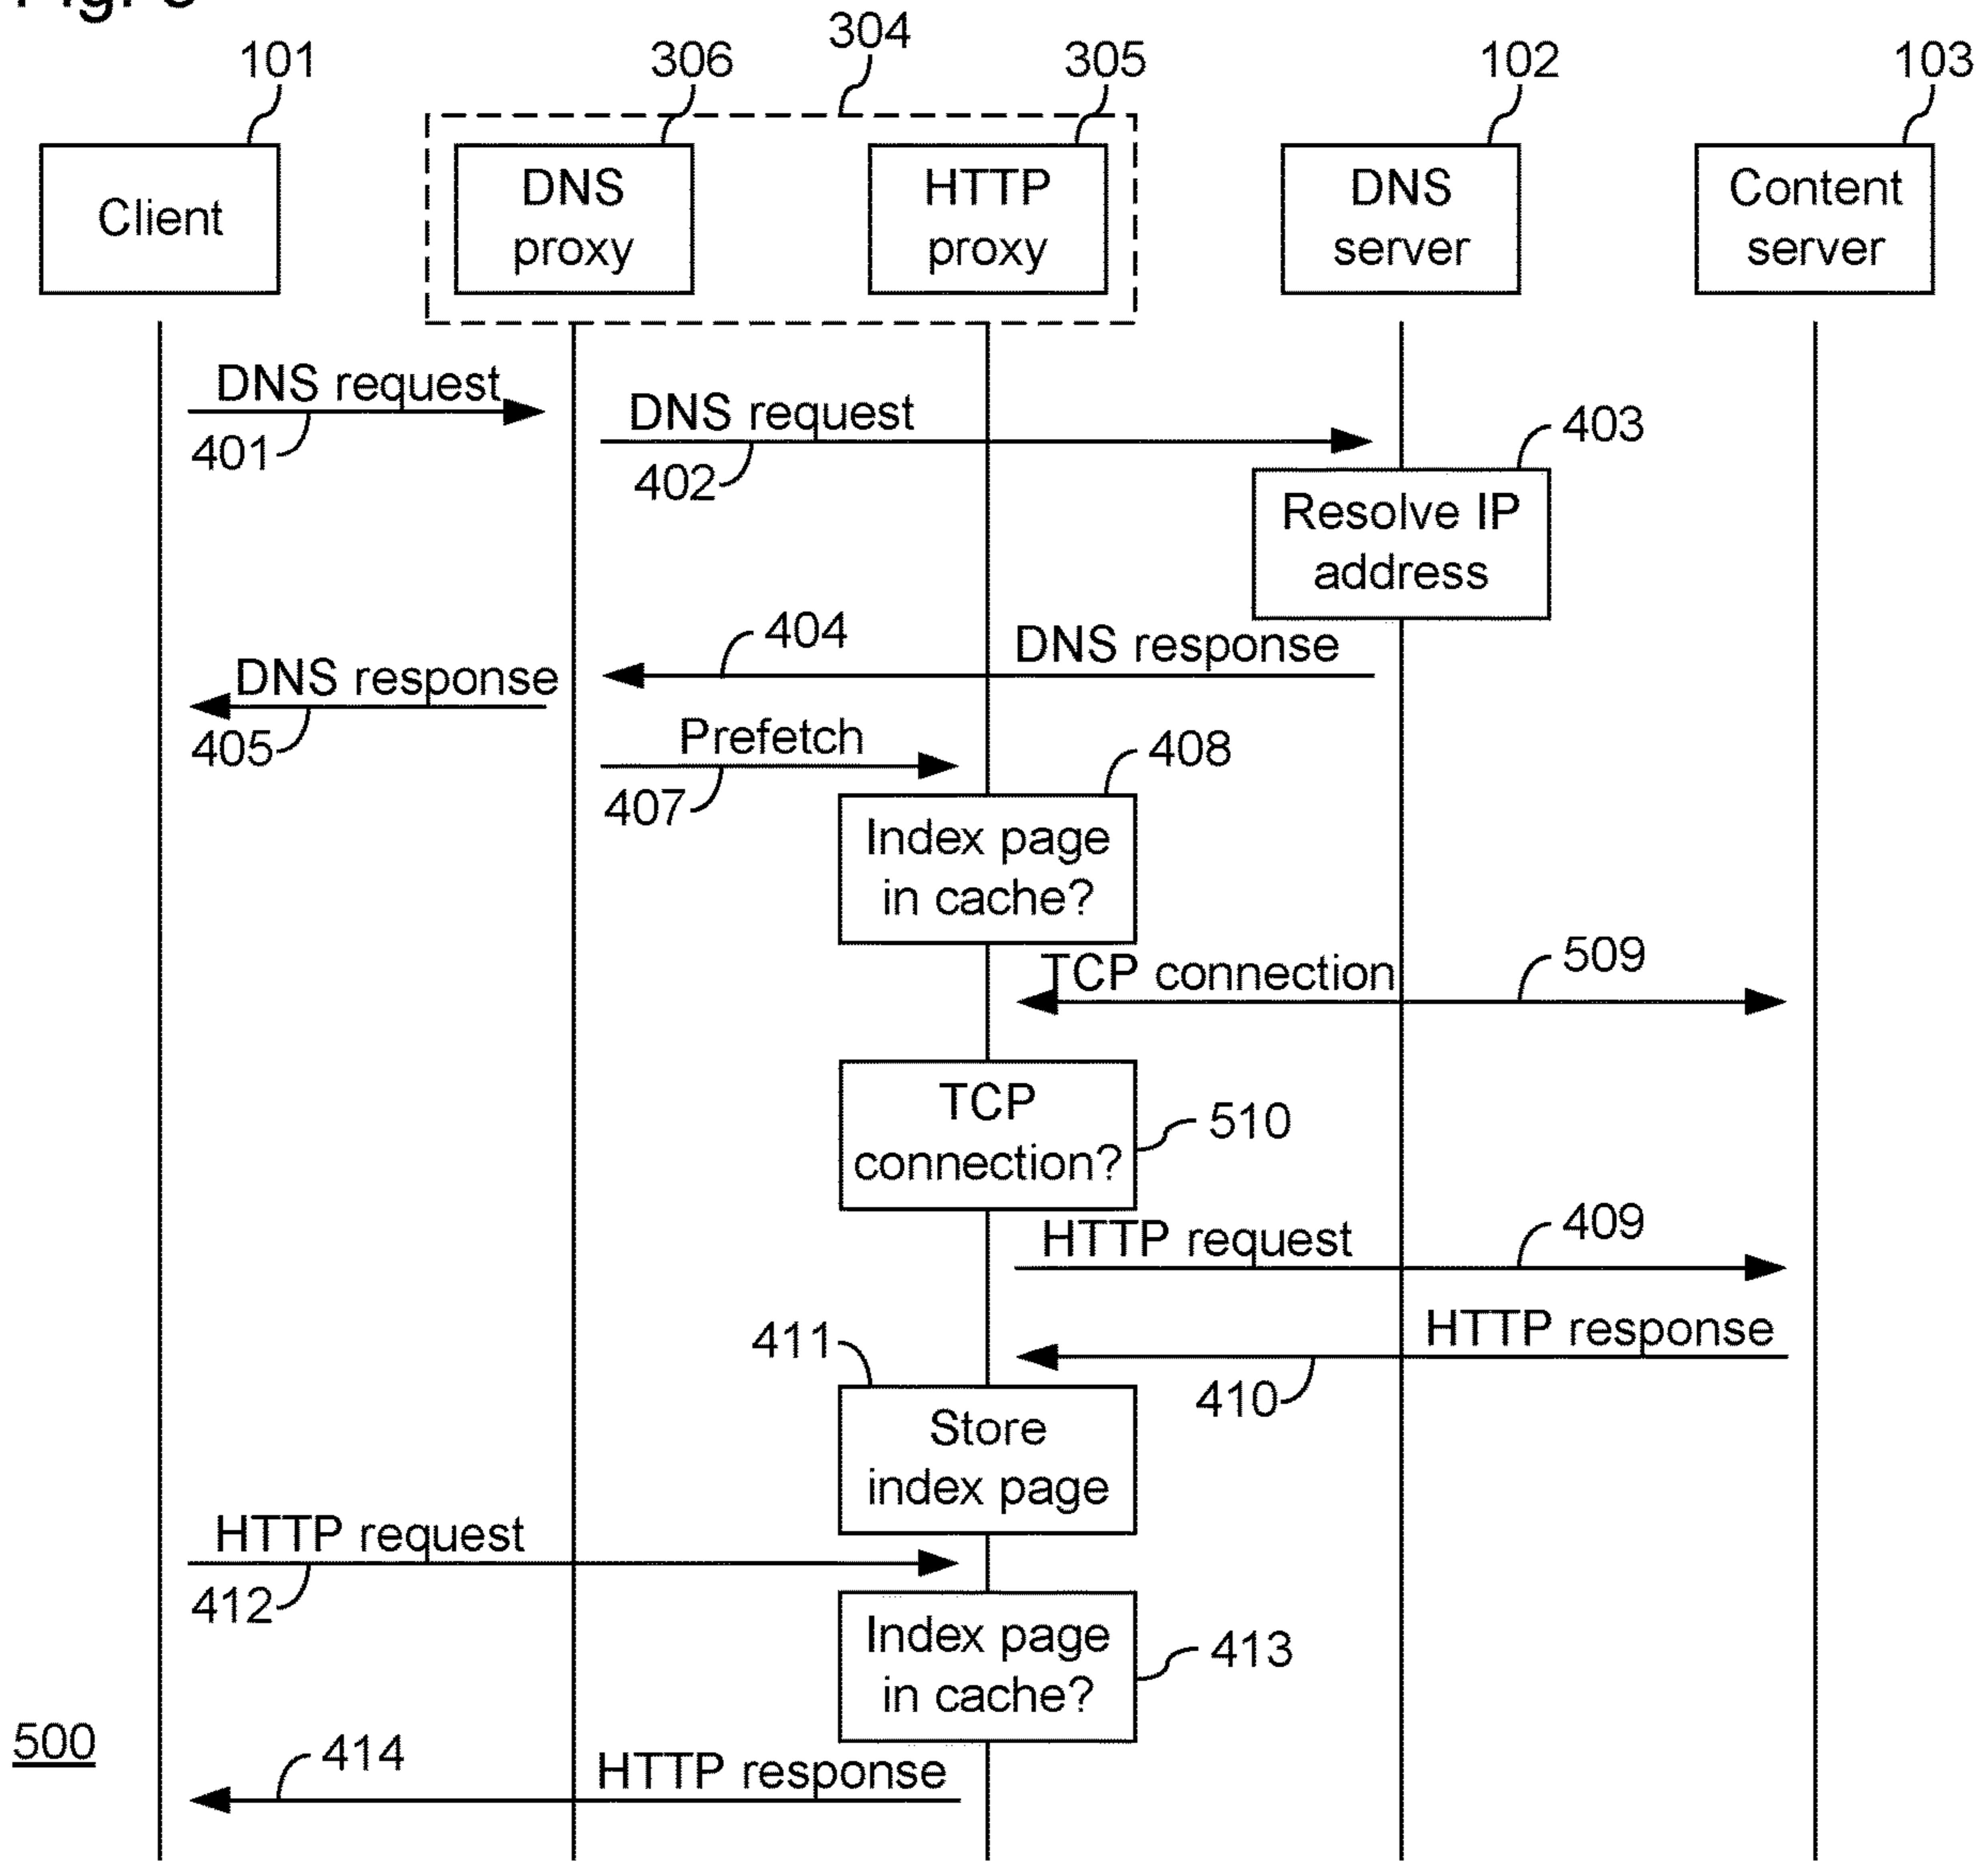 304
101
306
305
102
103
Client
DNS
proxy
HTTP
proxy
DNS
server
Content
server
DNS request
401
DNS request
402
403
Resolve IP
address
404
DNS response
DNS response
405
Prefetch
407
408
Index page
in cache?
TCP connection
509
TCP
connection?
510
HTTP request
409
HTTP response
410
411
Store
index page
HTTP request
412
Index page
in cache?
413
500
414
HTTP response